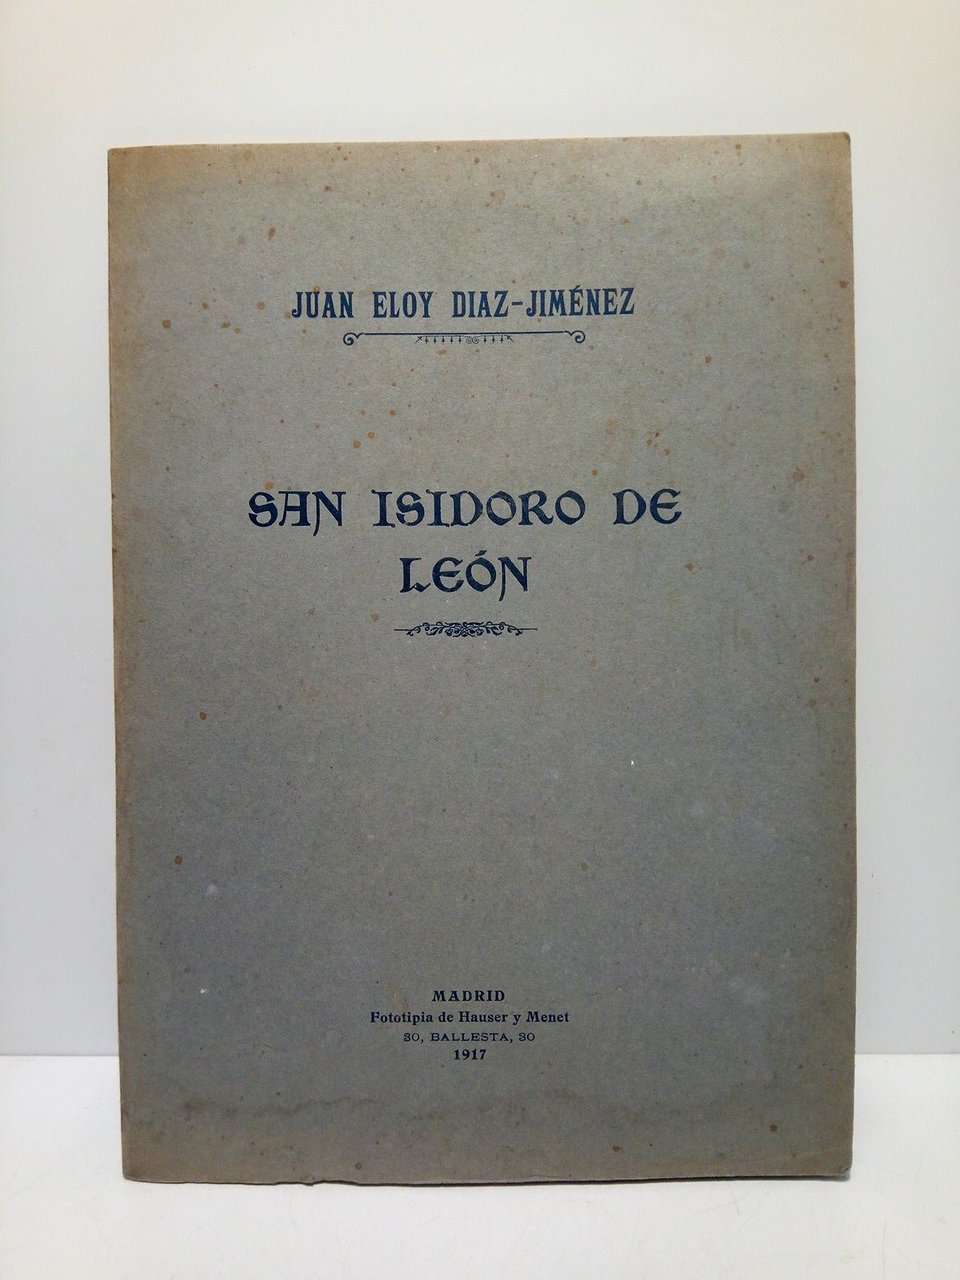 JUAN ELOY DIAZ-JIMÉNEZ
SAN ISIDORO DE
LEÓN
MADRID
Fototipia de Hauser y Menet
30, BALLESTA, 30
1917